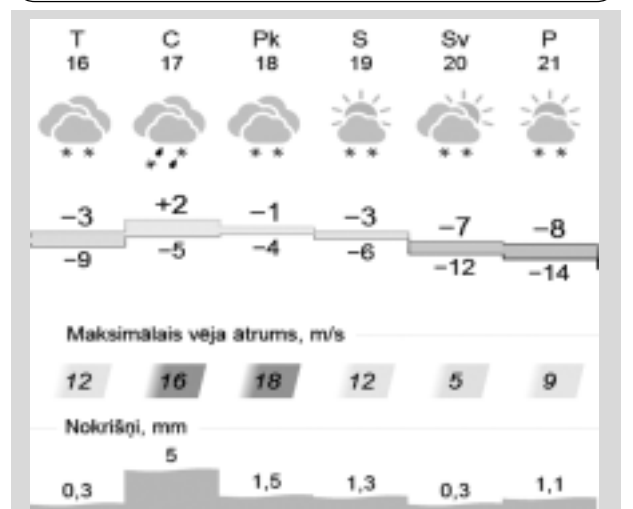 T C Pk S Sv P
16 17 18 19 20 21
−3 +2 −1 −3 −7 −8
−9 −5 −4 −6 −12 −14
Maksimālais vēja ātrums, m/s
12 16 18 12 5 9
Nokrišņi, mm
0,3 5 1,5 1,3 0,3 1,1